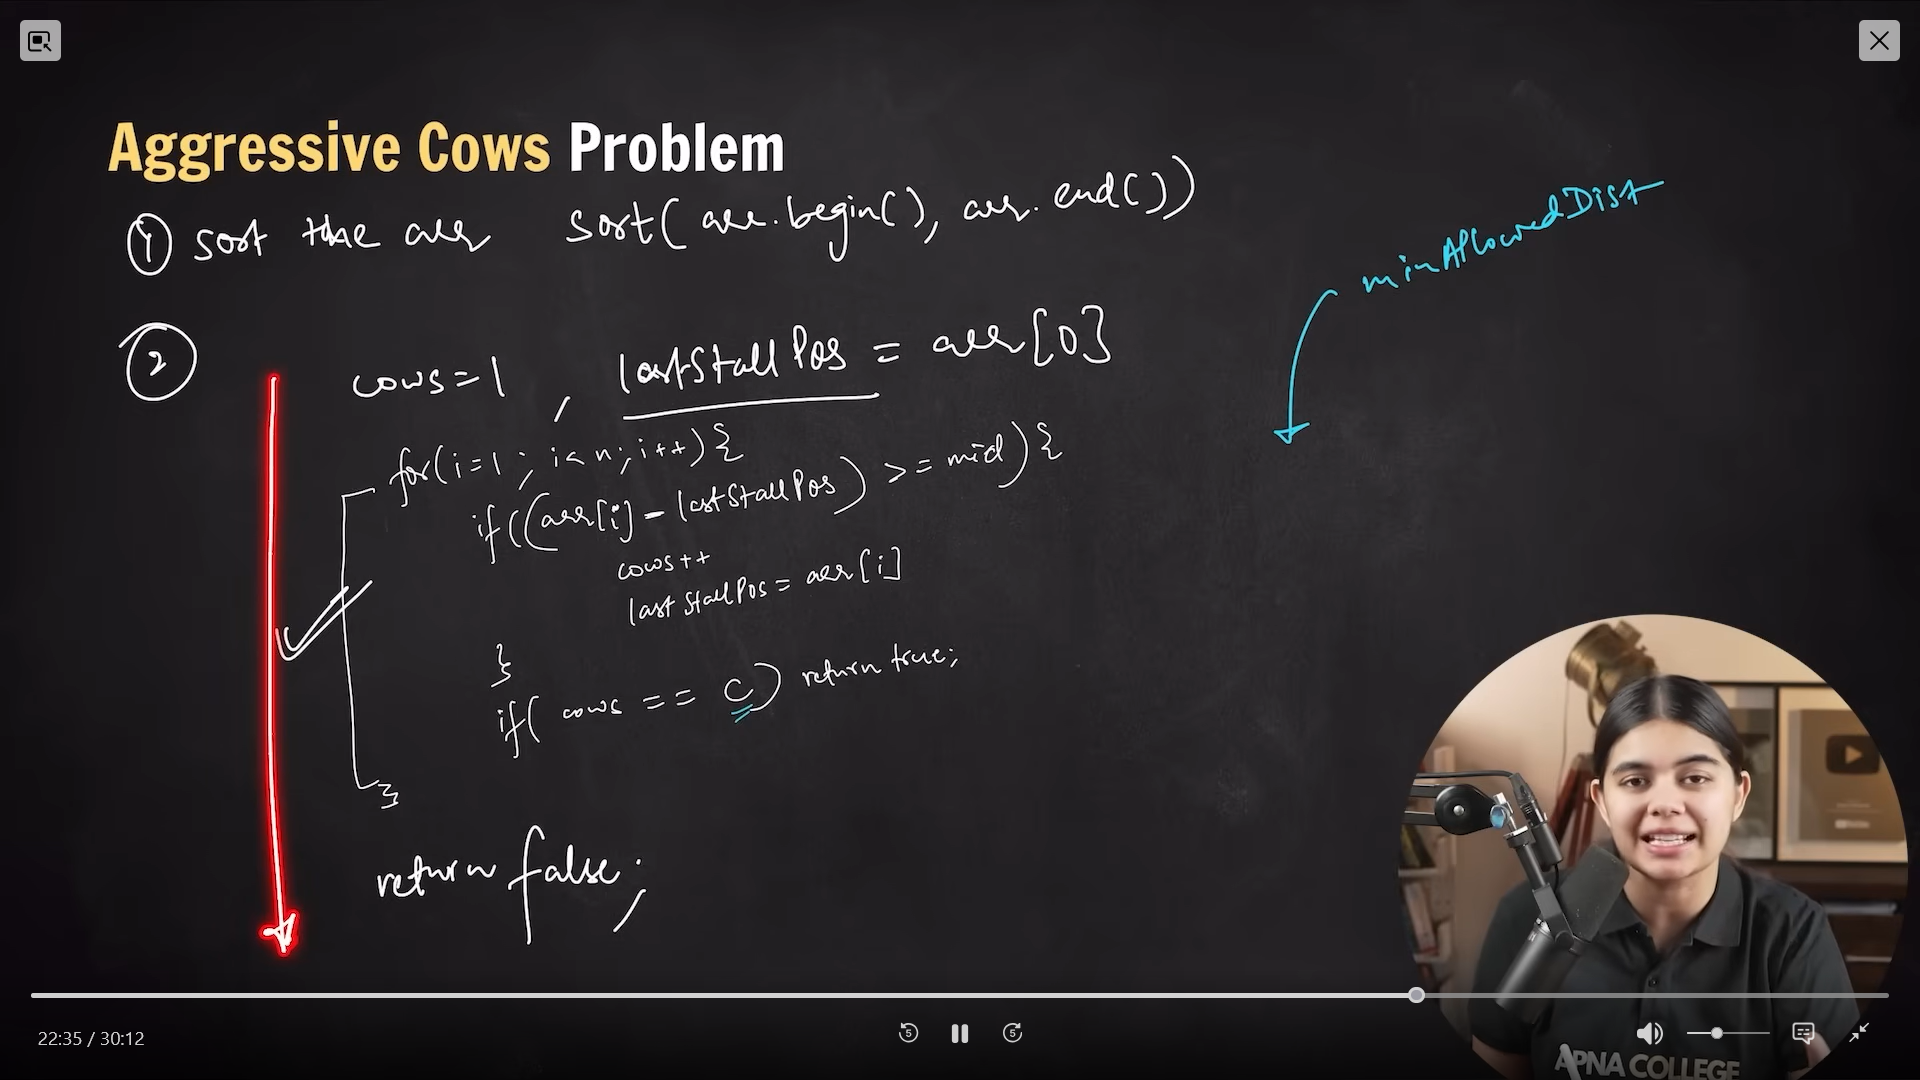 Aggressive Cows Problem
① sort the arr sort(arr.begin(), arr.end())
minAllowedDist
②
cows=1 , lastStallPos = arr[0]
for(i=1; i<n; i++){
if((arr[i] - lastStallPos) >= mid){
cows++
lastStallPos = arr[i]
}
if( cows == C) return true;
}
return false;
APNA COLLEGE
5
5
22:35 / 30:12